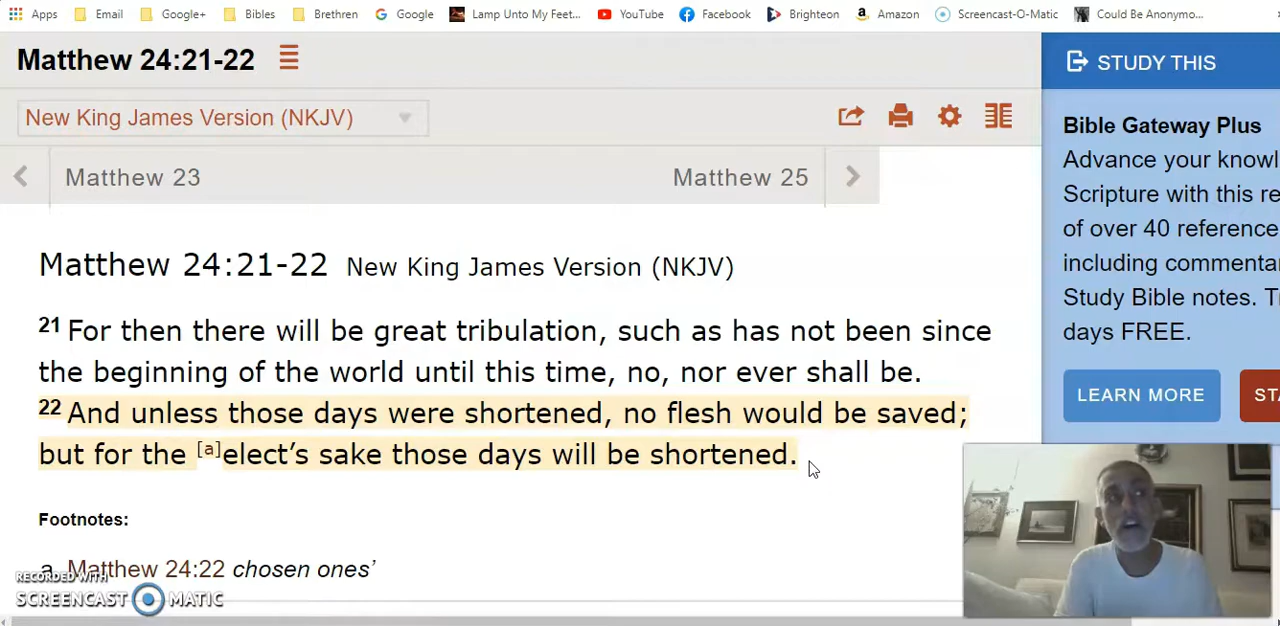 Apps Email Google+ Bibles Brethren Google Lamp Unto My Feet... YouTube Facebook Brighteon Amazon Screencast-O-Matic Could Be Anonymo...
Matthew 24:21-22
STUDY THIS
New King James Version (NKJV)
Bible Gateway Plus
Advance your knowl
Scripture with this re
of over 40 reference
including commenta
Study Bible notes. T
days FREE.
Matthew 23
Matthew 25
Matthew 24:21-22 New King James Version (NKJV)
21 For then there will be great tribulation, such as has not been since
the beginning of the world until this time, no, nor ever shall be.
22 And unless those days were shortened, no flesh would be saved;
but for the [a]elect’s sake those days will be shortened.
LEARN MORE
STA
Footnotes:
a. Matthew 24:22 chosen ones’
RECORDED WITH
SCREENCAST MATIC